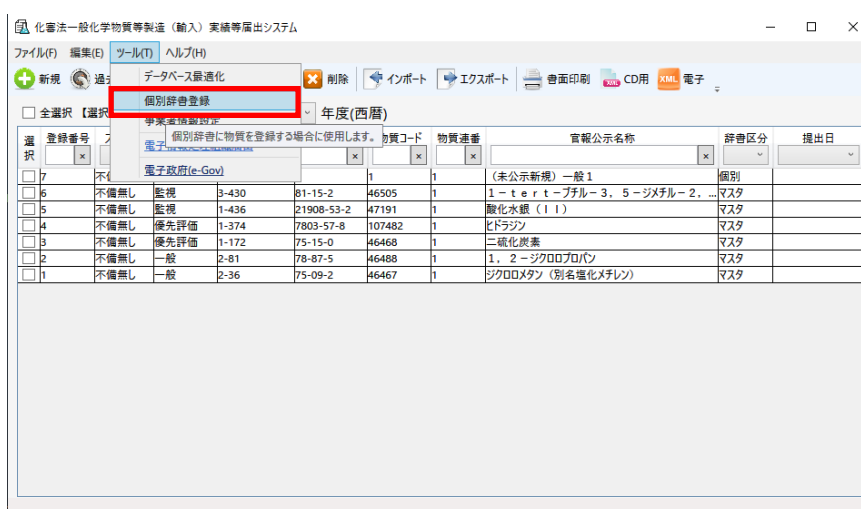 化審法一般化学物質等製造（輸入）実績等届出システム
ファイル(F) 編集(E) ツール(T) ヘルプ(H)
新規 過 削除 インポート エクスポート 書面印刷 CD用 電子
データベース最適化
個別辞書登録
事業者情報設定
個別辞書に物質を登録する場合に使用します。
電子政府(e-Gov)
全選択 【選択 年度(西暦)
選択 登録番号 物質コード 物質連番 官報公示名称 辞書区分 提出日
7 1 1 （未公示新規）一般１ 個別
6 不備無し 監視 3-430 81-15-2 46505 1 １－ｔｅｒｔ－ブチル－３，５－ジメチル－２，... マスタ
5 不備無し 監視 1-436 21908-53-2 47191 1 酸化水銀（ＩＩ） マスタ
4 不備無し 優先評価 1-374 7803-57-8 107482 1 ヒドラジン マスタ
3 不備無し 優先評価 1-172 75-15-0 46468 1 二硫化炭素 マスタ
2 不備無し 一般 2-81 78-87-5 46488 1 １，２－ジクロロプロパン マスタ
1 不備無し 一般 2-36 75-09-2 46467 1 ジクロロメタン（別名塩化メチレン） マスタ